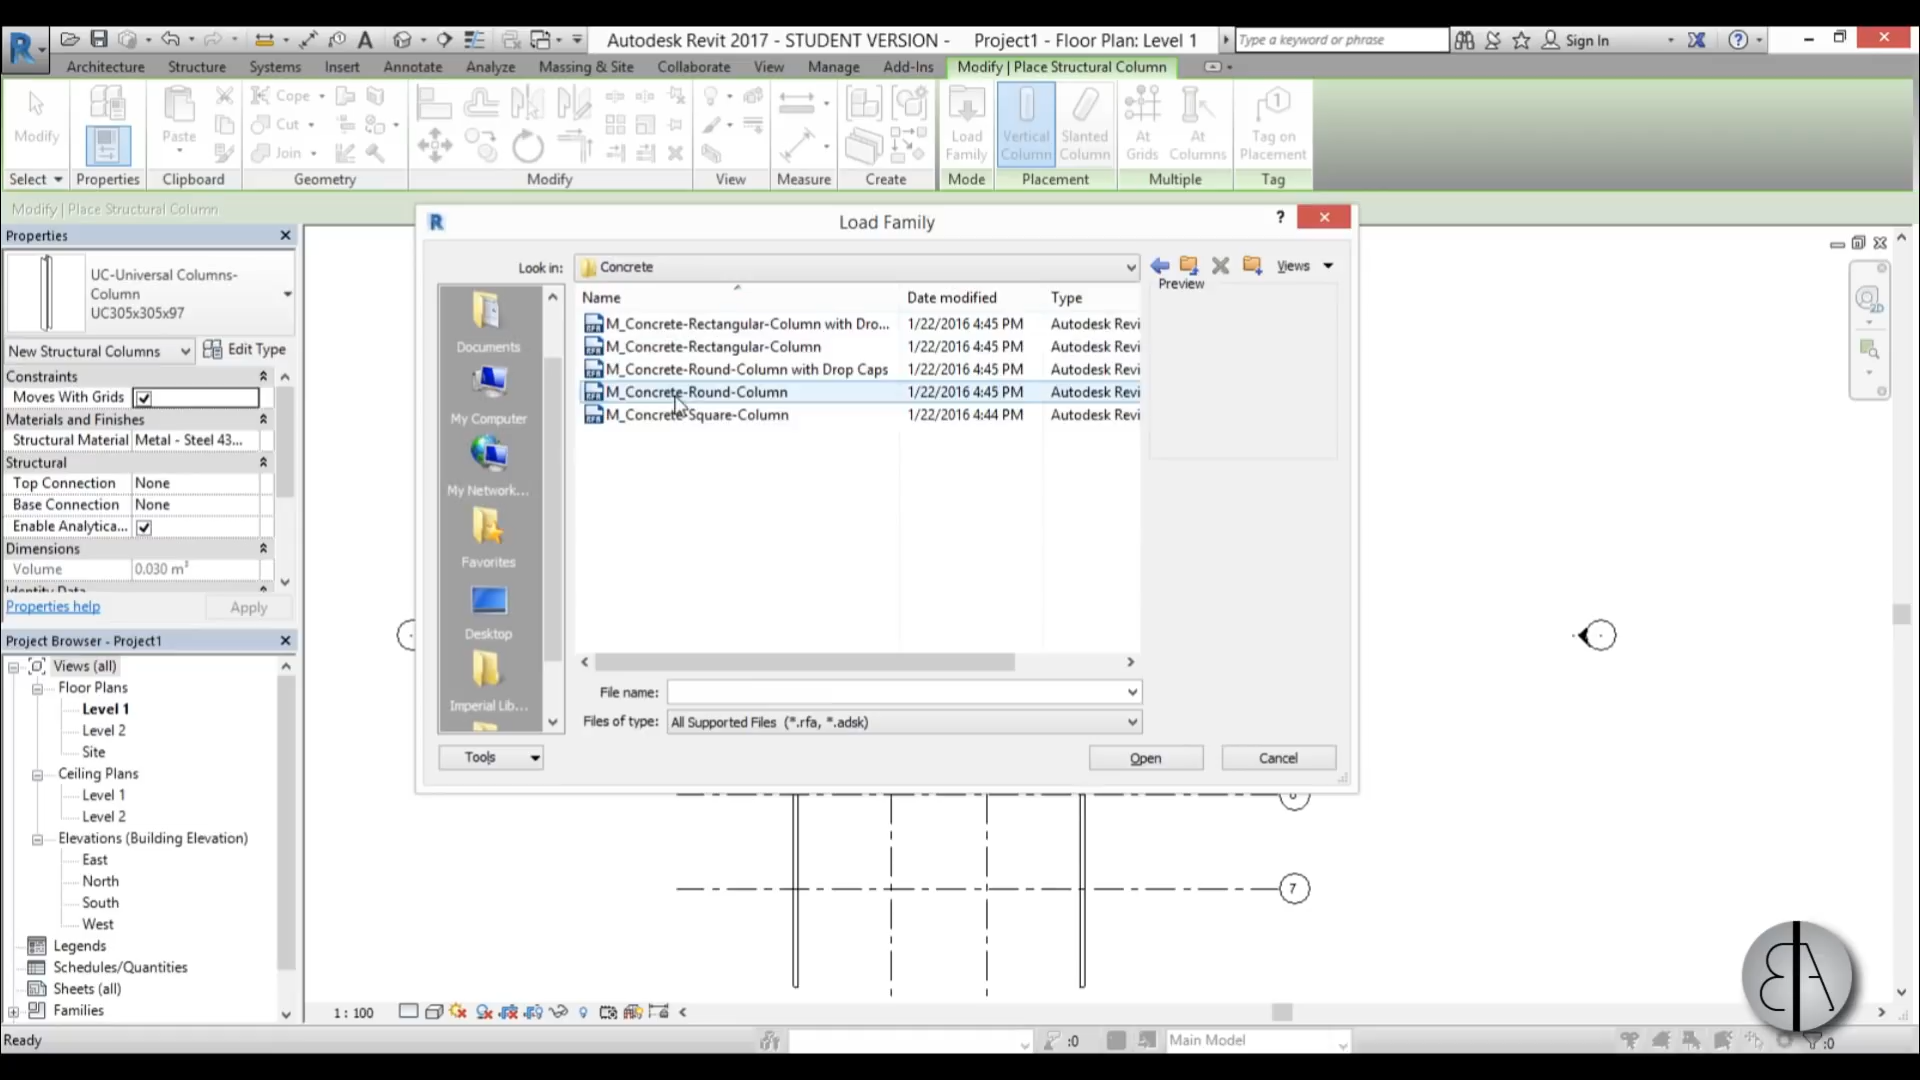 Autodesk Revit 2017 - STUDENT VERSION - Project1 - Floor Plan: Level 1
Type a keyword or phrase
Sign In
Architecture Structure Systems Insert Annotate Analyze Massing & Site Collaborate View Manage Add-Ins Modify | Place Structural Column
Modify
Paste
Cope
Cut
Join
Load Family
Vertical Column
Slanted Column
At Grids
At Columns
Tag on Placement
Select Properties Clipboard Geometry Modify View Measure Create Mode Placement Multiple Tag
Modify | Place Structural Column
Properties
UC-Universal Columns-
Column
UC305x305x97
New Structural Columns Edit Type
Constraints
Moves With Grids
Materials and Finishes
Structural Material Metal - Steel 43...
Structural
Top Connection None
Base Connection None
Enable Analytica...
Dimensions
Volume 0.030 m³
Identity Data
Properties help Apply
Project Browser - Project1
Views (all)
Floor Plans
Level 1
Level 2
Site
Ceiling Plans
Level 1
Level 2
Elevations (Building Elevation)
East
North
South
West
Legends
Schedules/Quantities
Sheets (all)
Families
Load Family
Look in: Concrete
Views
Preview
Documents
My Computer
My Network...
Favorites
Desktop
Imperial Lib...
Name Date modified Type
M_Concrete-Rectangular-Column with Dro... 1/22/2016 4:45 PM Autodesk Revi
M_Concrete-Rectangular-Column 1/22/2016 4:45 PM Autodesk Revi
M_Concrete-Round-Column with Drop Caps 1/22/2016 4:45 PM Autodesk Revi
M_Concrete-Round-Column 1/22/2016 4:45 PM Autodesk Revi
M_Concrete-Square-Column 1/22/2016 4:44 PM Autodesk Revi
File name:
Files of type: All Supported Files (*.rfa, *.adsk)
Tools Open Cancel
7
1 : 100
Ready
:0
Main Model
:0